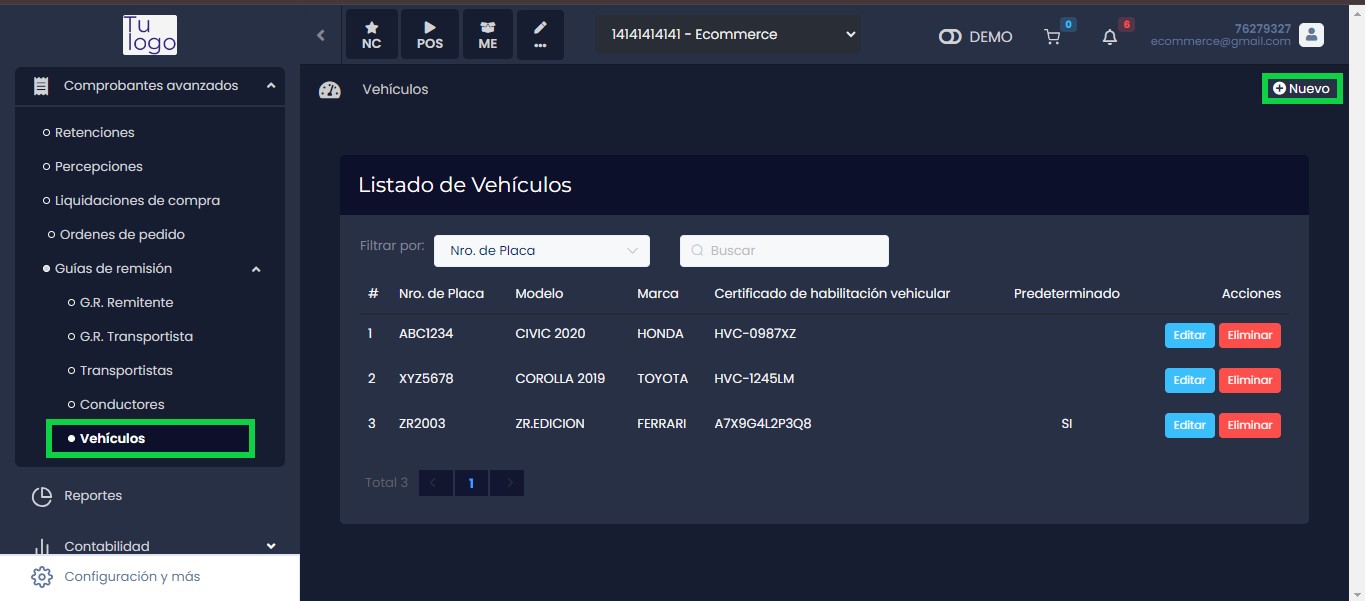 Tu
logo
NC
POS
ME
14141414141 - Ecommerce
DEMO
0
6
76279327
ecommerce@gmail.com
Comprobantes avanzados
Retenciones
Percepciones
Liquidaciones de compra
Ordenes de pedido
Guías de remisión
G.R. Remitente
G.R. Transportista
Transportistas
Conductores
Vehículos
Reportes
Contabilidad
Configuración y más
Vehículos
Nuevo
Listado de Vehículos
Filtrar por: Nro. de Placa Buscar
# Nro. de Placa Modelo Marca Certificado de habilitación vehicular Predeterminado Acciones
1 ABC1234 CIVIC 2020 HONDA HVC-0987XZ Editar Eliminar
2 XYZ5678 COROLLA 2019 TOYOTA HVC-1245LM Editar Eliminar
3 ZR2003 ZR.EDICION FERRARI A7X9G4L2P3Q8 SI Editar Eliminar
Total 3 < 1 >